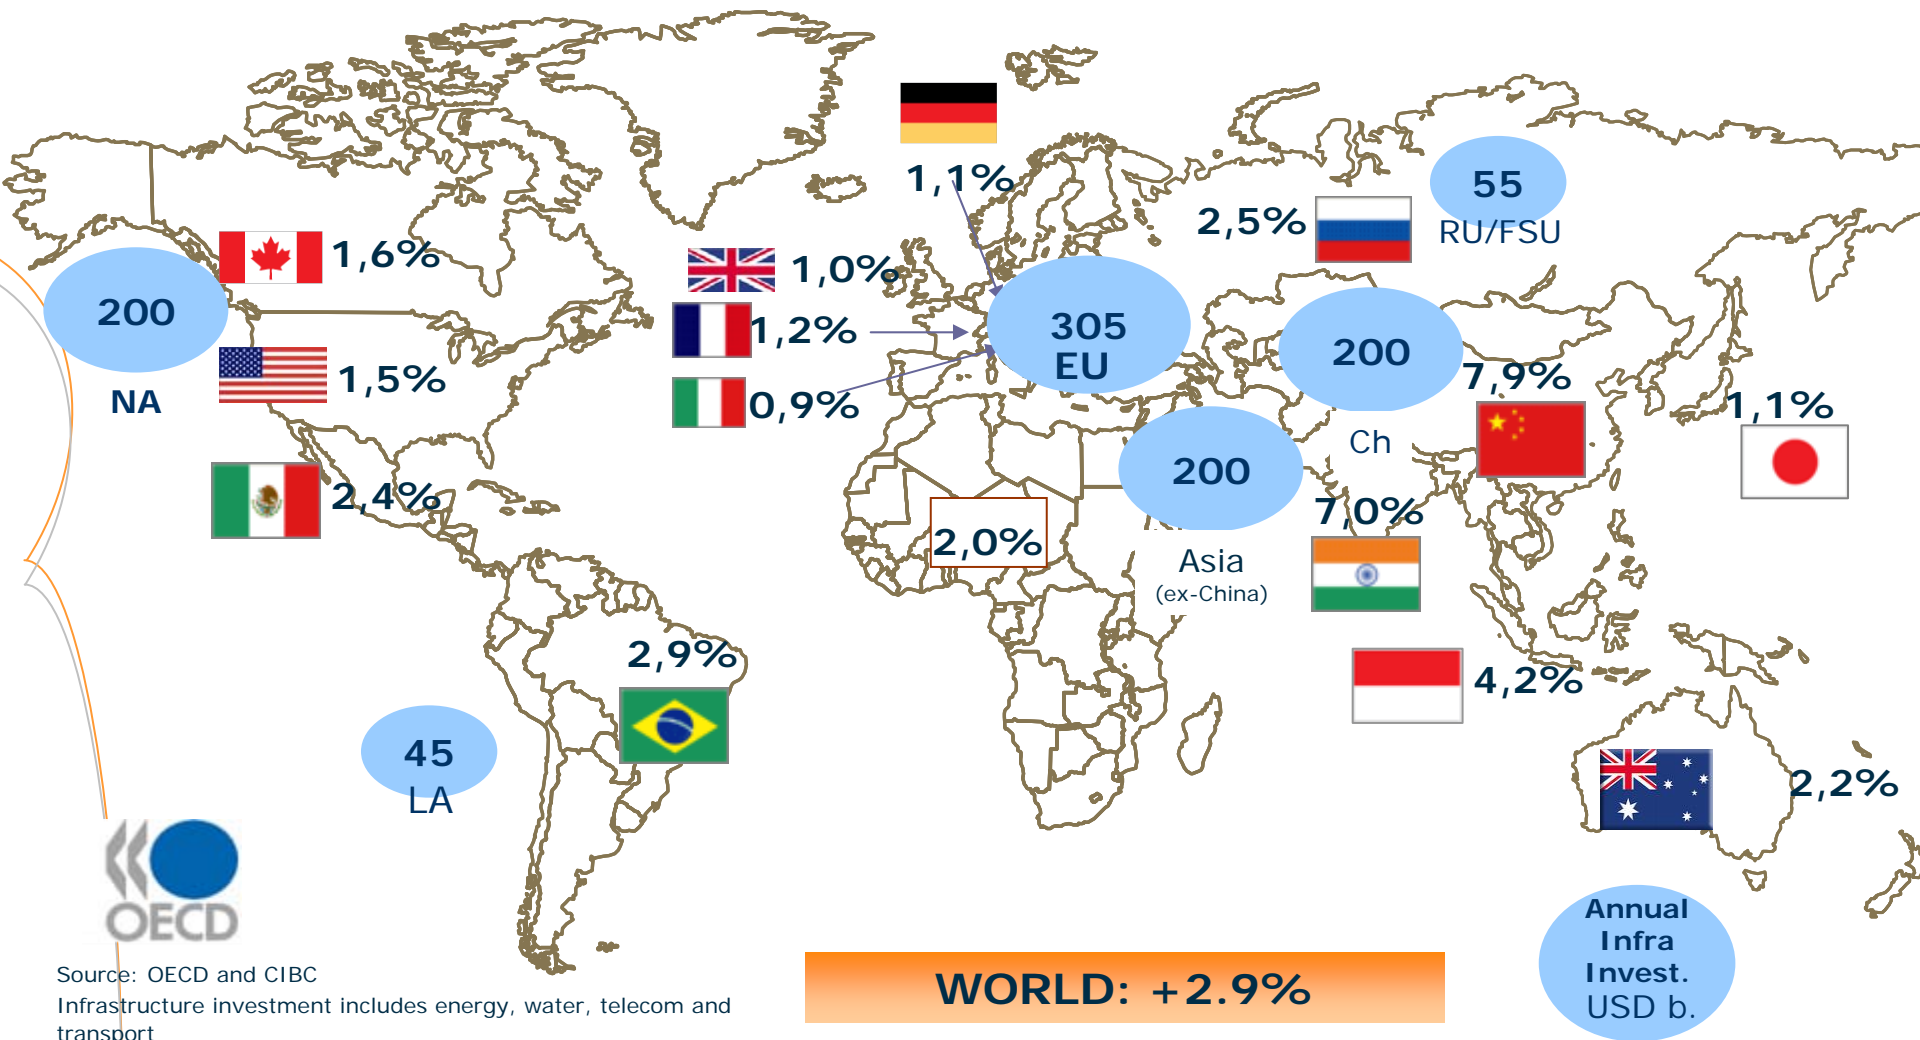 1,1%
55
RU/FSU
2,5%
1,6%
1,0%
200
NA
1,2%
305
EU
200
Ch
1,5%
0,9%
7,9%
1,1%
2,4%
200
Asia
(ex-China)
7,0%
2,0%
2,9%
4,2%
45
LA
2,2%
OECD
Source: OECD and CIBC
Infrastructure investment includes energy, water, telecom and
transport
WORLD: +2.9%
Annual
Infra
Invest.
USD b.